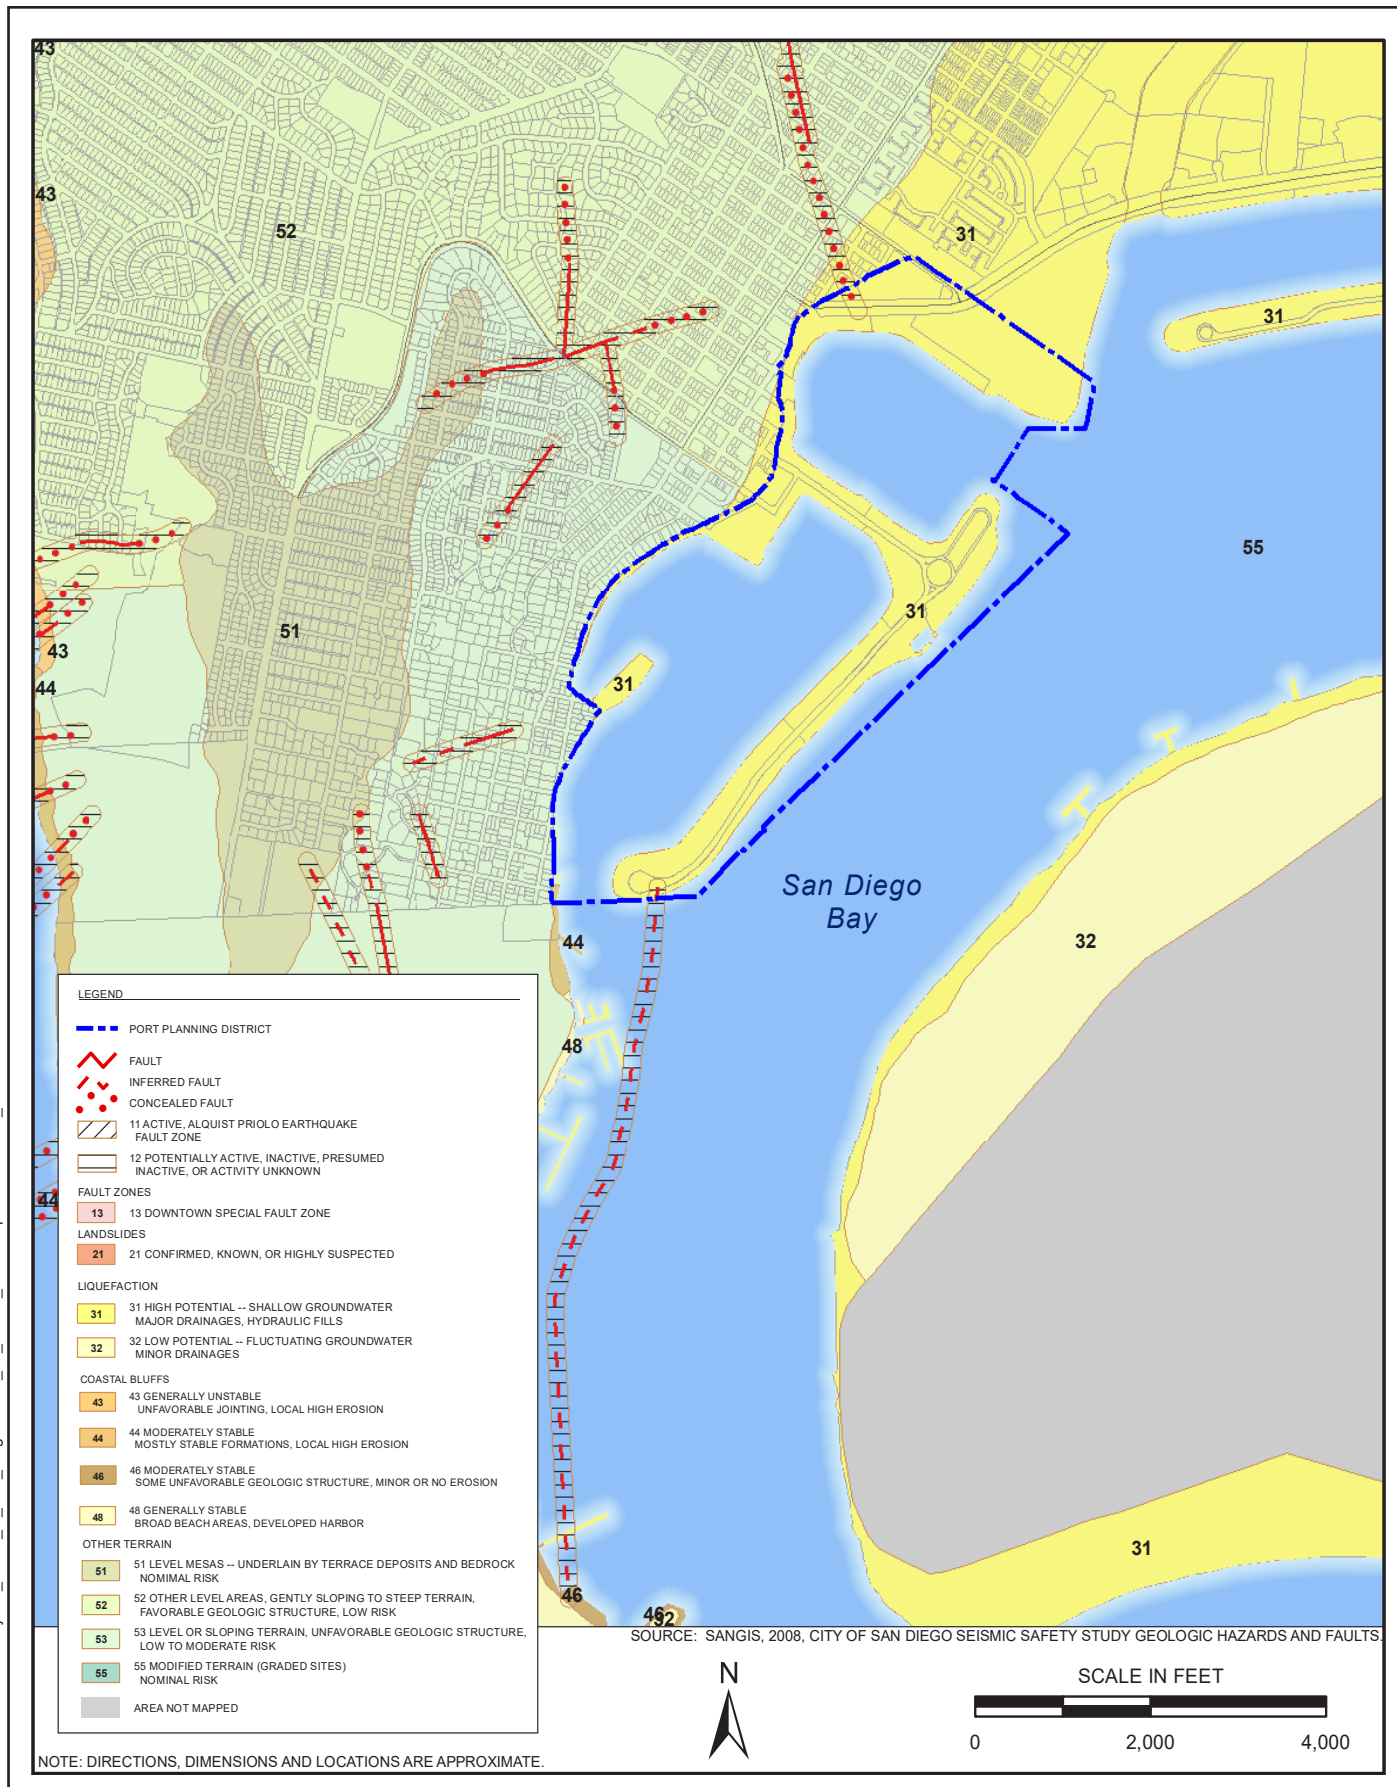 43
43
52
31
31
55
31
51
43
31
44
San Diego
Bay
44
32
48
44
31
46
46
32
LEGEND
PORT PLANNING DISTRICT
FAULT
INFERRED FAULT
CONCEALED FAULT
11 ACTIVE, ALQUIST PRIOLO EARTHQUAKE
FAULT ZONE
12 POTENTIALLY ACTIVE, INACTIVE, PRESUMED
INACTIVE, OR ACTIVITY UNKNOWN
FAULT ZONES
13 13 DOWNTOWN SPECIAL FAULT ZONE
LANDSLIDES
21 21 CONFIRMED, KNOWN, OR HIGHLY SUSPECTED
LIQUEFACTION
31 31 HIGH POTENTIAL -- SHALLOW GROUNDWATER
MAJOR DRAINAGES, HYDRAULIC FILLS
32 32 LOW POTENTIAL -- FLUCTUATING GROUNDWATER
MINOR DRAINAGES
COASTAL BLUFFS
43 43 GENERALLY UNSTABLE
UNFAVORABLE JOINTING, LOCAL HIGH EROSION
44 44 MODERATELY STABLE
MOSTLY STABLE FORMATIONS, LOCAL HIGH EROSION
46 46 MODERATELY STABLE
SOME UNFAVORABLE GEOLOGIC STRUCTURE, MINOR OR NO EROSION
48 48 GENERALLY STABLE
BROAD BEACH AREAS, DEVELOPED HARBOR
OTHER TERRAIN
51 51 LEVEL MESAS -- UNDERLAIN BY TERRACE DEPOSITS AND BEDROCK
NOMIMAL RISK
52 52 OTHER LEVEL AREAS, GENTLY SLOPING TO STEEP TERRAIN,
FAVORABLE GEOLOGIC STRUCTURE, LOW RISK
53 53 LEVEL OR SLOPING TERRAIN, UNFAVORABLE GEOLOGIC STRUCTURE,
LOW TO MODERATE RISK
55 55 MODIFIED TERRAIN (GRADED SITES)
NOMINAL RISK
AREA NOT MAPPED
SOURCE: SANGIS, 2008, CITY OF SAN DIEGO SEISMIC SAFETY STUDY GEOLOGIC HAZARDS AND FAULTS.
N
SCALE IN FEET
0 2,000 4,000
NOTE: DIRECTIONS, DIMENSIONS AND LOCATIONS ARE APPROXIMATE.